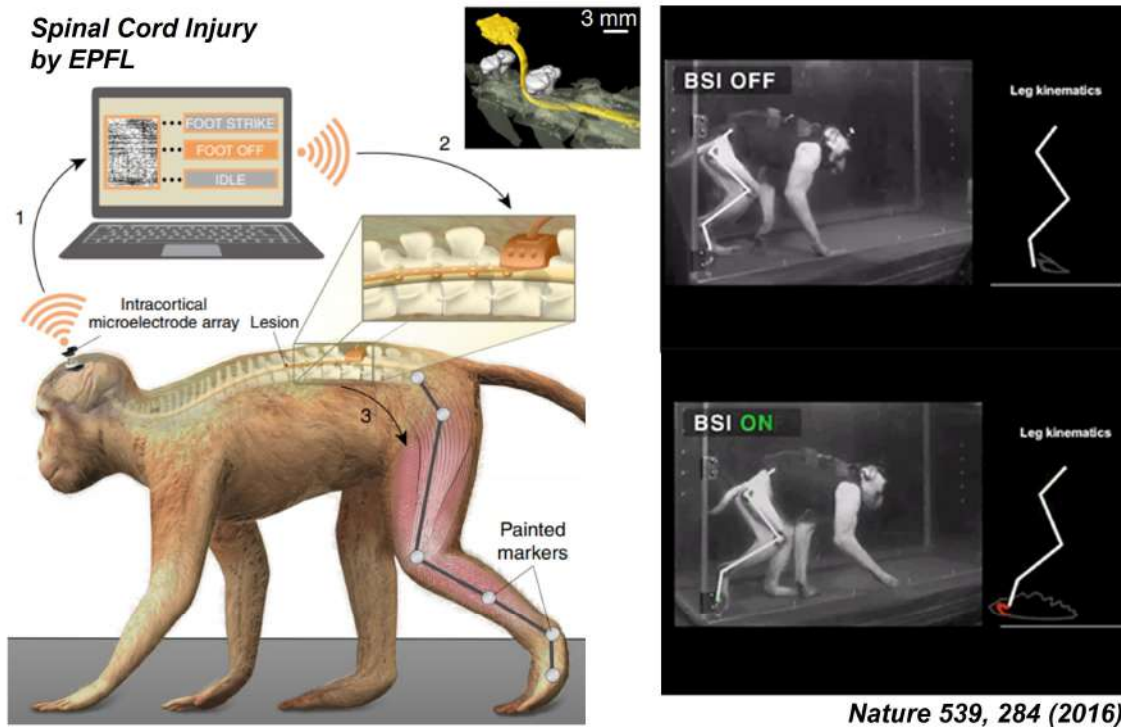 Spinal Cord Injury
by EPFL
3 mm
FOOT STRIKE
FOOT OFF
IDLE
1
2
Intracortical
microelectrode array
Lesion
3
Painted
markers
BSI OFF
Leg kinematics
BSI ON
Leg kinematics
Nature 539, 284 (2016)